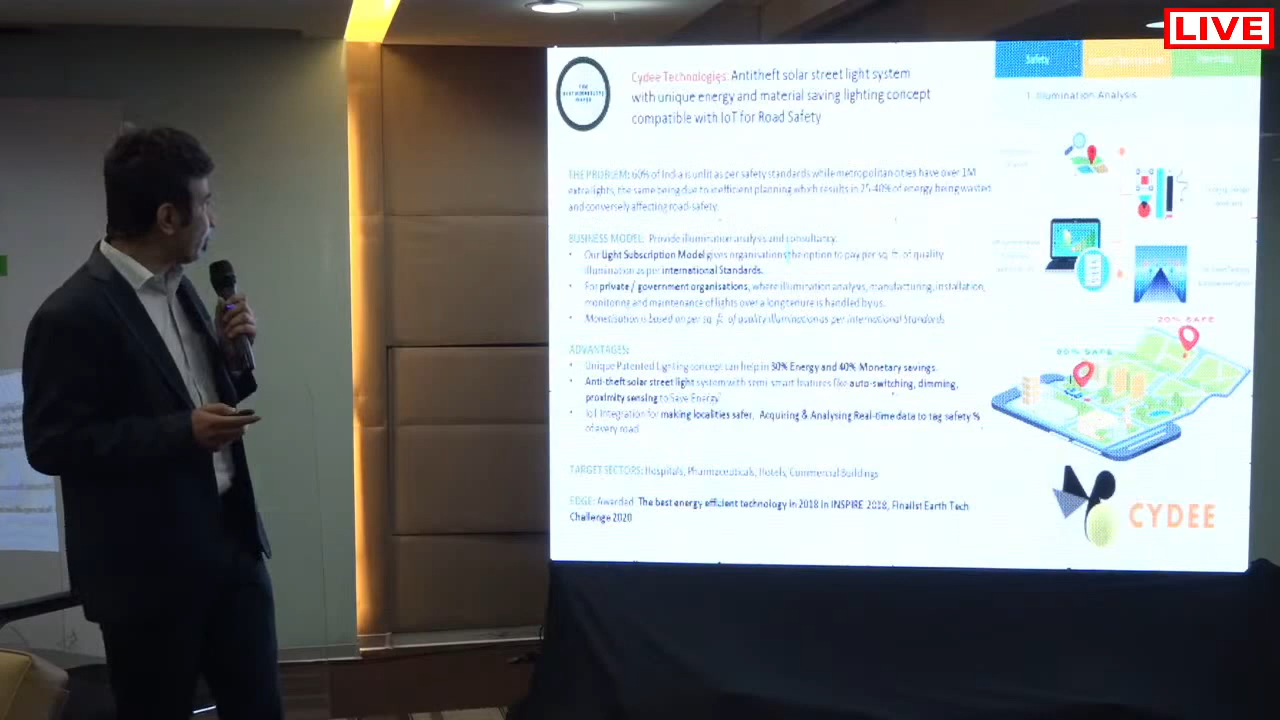 LIVE
Cydee Technologies: Antitheft solar street light system
with unique energy and material saving lighting concept
compatible with IoT for Road Safety
Safety
1. Illumination Analysis
THE PROBLEM: 60% of India is unlit as per safety standards while metropolitan cities have over 1M
extra lights, the same being due to inefficient planning which results in 25-40% of energy being wasted
and conversely affecting road-safety.
BUSINESS MODEL: Provide illumination analysis and consultancy.
• Our Light Subscription Model gives organisations the option to pay per sq. ft. of quality
illumination as per international Standards.
• For private / government organisations, where illumination analysis, manufacturing, installation,
monitoring and maintenance of lights over a long tenure is handled by us.
• Monetisation is based on per sq. ft. of quality illumination as per international Standards
20% SAFE
80% SAFE
ADVANTAGES:
• Unique Patented Lighting concept can help in 30% Energy and 40% Monetary savings.
• Anti-theft solar street light system with semi-smart features like auto-switching, dimming,
proximity sensing to Save Energy
• IoT Integration for making localities safer, Acquiring & Analysing Real-time data to tag safety %
of every road
TARGET SECTORS: Hospitals, Pharmaceuticals, Hotels, Commercial Buildings
EDGE: Awarded The best energy efficient technology in 2018 in INSPIRE 2018, Finalist Earth Tech
Challenge 2020
CYDEE